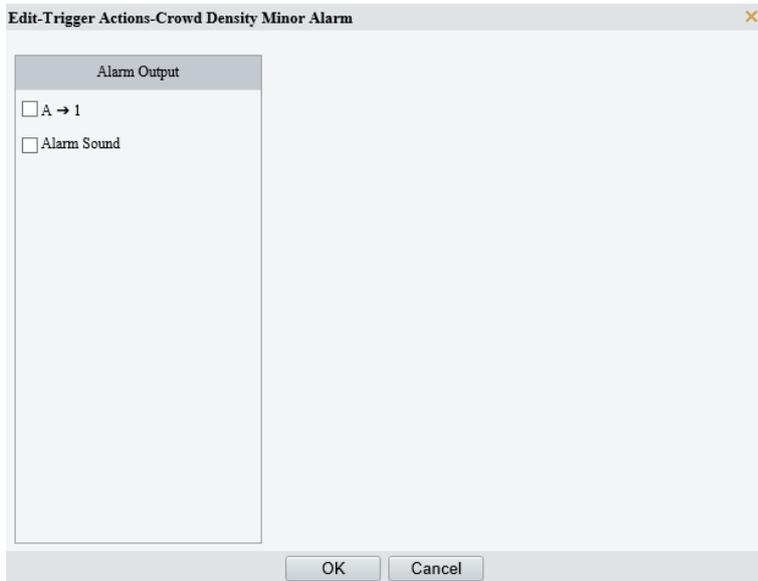 Edit-Trigger Actions-Crowd Density Minor Alarm
Alarm Output
A ➔ 1
Alarm Sound
OK Cancel